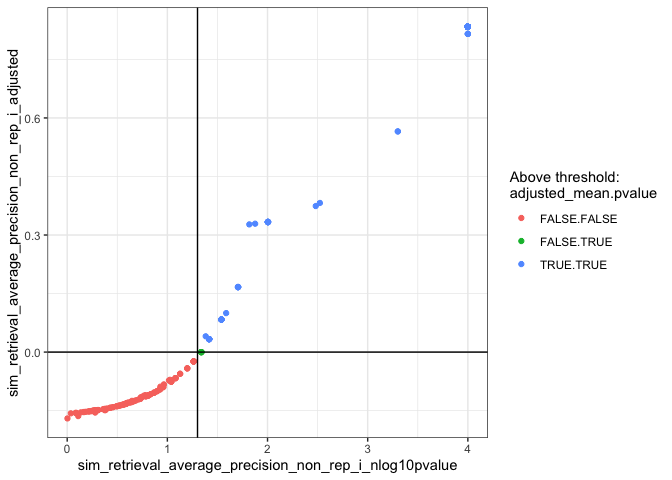 sim_retrieval_average_precision_non_rep_i_adjusted
0.6
0.3
0.0
0
1
2
3
4
sim_retrieval_average_precision_non_rep_i_nlog10pvalue
Above threshold:
adjusted_mean.pvalue
FALSE.FALSE
FALSE.TRUE
TRUE.TRUE